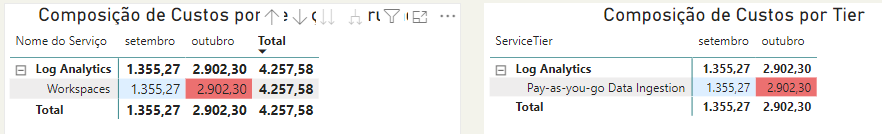 Composição de Custos por
Nome do Serviço setembro outubro Total
Log Analytics 1.355,27 2.902,30 4.257,58
Workspaces 1.355,27 2.902,30 4.257,58
Total 1.355,27 2.902,30 4.257,58
Composição de Custos por Tier
ServiceTier setembro outubro
Log Analytics 1.355,27 2.902,30
Pay-as-you-go Data Ingestion 1.355,27 2.902,30
Total 1.355,27 2.902,30